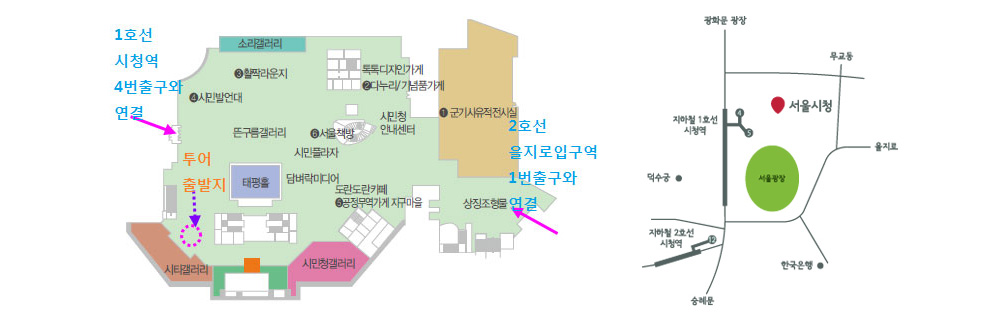 1호선
시청역
4번출구와
연결
소리갤러리
❸활짝라운지
톡톡디자인가게
❷다누리/기념품가게
❹시민발언대
❶ 군기시유적전시실
시민청
안내센터
뜬구름갤러리
❻서울책방
시민플라자
2호선
을지로입구역
1번출구와
연결
투어
출발지
태평홀
담벼락미디어
도란도란카페
❺공정무역가게 지구마을
상징조형물
시티갤러리
시민청갤러리
광화문 광장
무교동
서울시청
지하철 1호선
시청역
4
5
을지로
덕수궁
서울광장
지하철 2호선
시청역
12
한국은행
숭례문